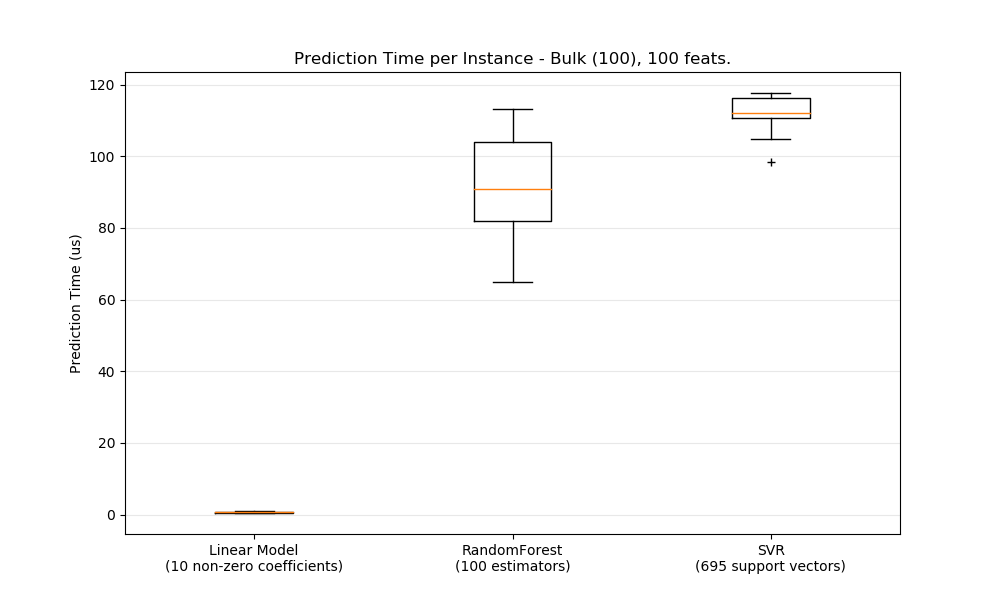 Prediction Time per Instance - Bulk (100), 100 feats.
120
100
80
60
40
20
0
Prediction Time (us)
Linear Model
(10 non-zero coefficients)
RandomForest
(100 estimators)
SVR
(695 support vectors)